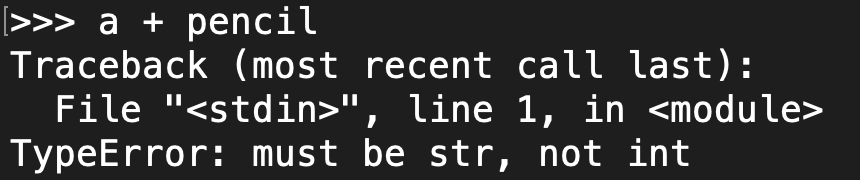 >>> a + pencil
Traceback (most recent call last):
  File "<stdin>", line 1, in <module>
TypeError: must be str, not int